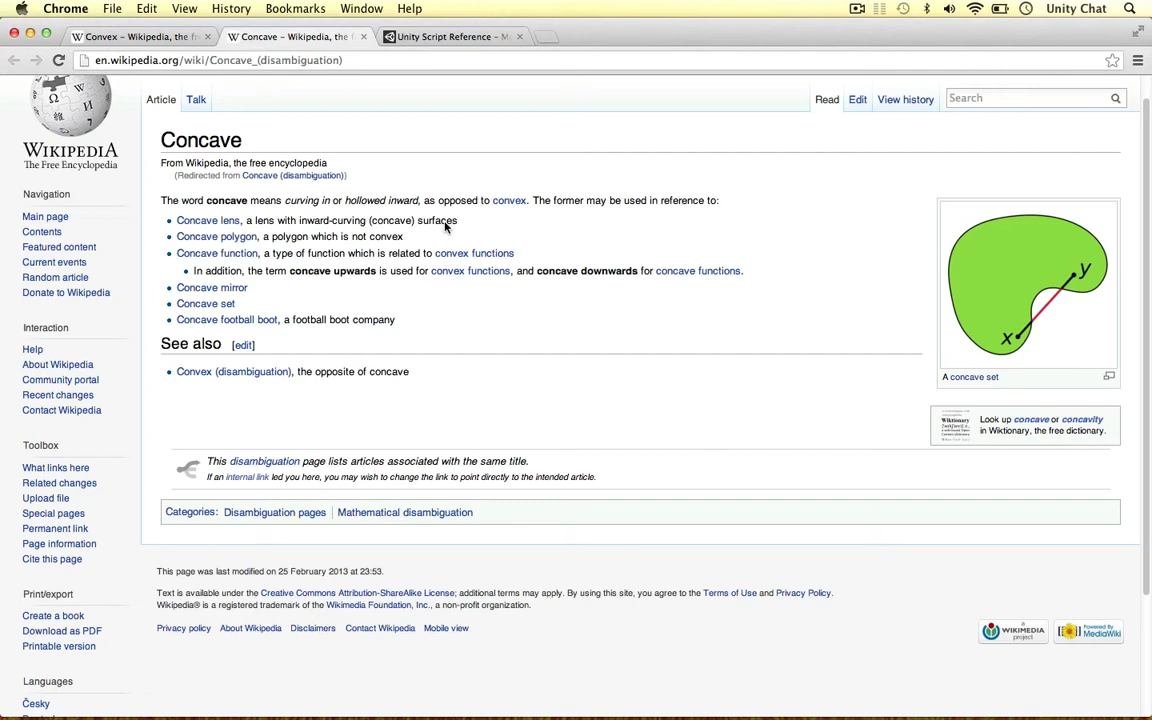 Chrome File Edit View History Bookmarks Window Help Unity Chat
Convex – Wikipedia, the fr
Concave – Wikipedia, the f
Unity Script Reference – M
en.wikipedia.org/wiki/Concave_(disambiguation)
WIKIPEDIA
The Free Encyclopedia
Article Talk Read Edit View history Search
Concave
From Wikipedia, the free encyclopedia
(Redirected from Concave (disambiguation))
The word concave means curving in or hollowed inward, as opposed to convex. The former may be used in reference to:
Concave lens, a lens with inward-curving (concave) surfaces
Concave polygon, a polygon which is not convex
Concave function, a type of function which is related to convex functions
In addition, the term concave upwards is used for convex functions, and concave downwards for concave functions.
Concave mirror
Concave set
Concave football boot, a football boot company
See also [edit]
Convex (disambiguation), the opposite of concave
y
x
A concave set
Wiktionary
Look up concave or concavity
in Wiktionary, the free dictionary.
This disambiguation page lists articles associated with the same title.
If an internal link led you here, you may wish to change the link to point directly to the intended article.
Categories: Disambiguation pages | Mathematical disambiguation
This page was last modified on 25 February 2013 at 23:53.
Text is available under the Creative Commons Attribution-ShareAlike License; additional terms may apply. By using this site, you agree to the Terms of Use and Privacy Policy.
Wikipedia® is a registered trademark of the Wikimedia Foundation, Inc., a non-profit organization.
Privacy policy About Wikipedia Disclaimers Contact Wikipedia Mobile view
A
WIKIMEDIA
project
Powered By
MediaWiki
Navigation
Main page
Contents
Featured content
Current events
Random article
Donate to Wikipedia
Interaction
Help
About Wikipedia
Community portal
Recent changes
Contact Wikipedia
Toolbox
What links here
Related changes
Upload file
Special pages
Permanent link
Page information
Cite this page
Print/export
Create a book
Download as PDF
Printable version
Languages
Česky